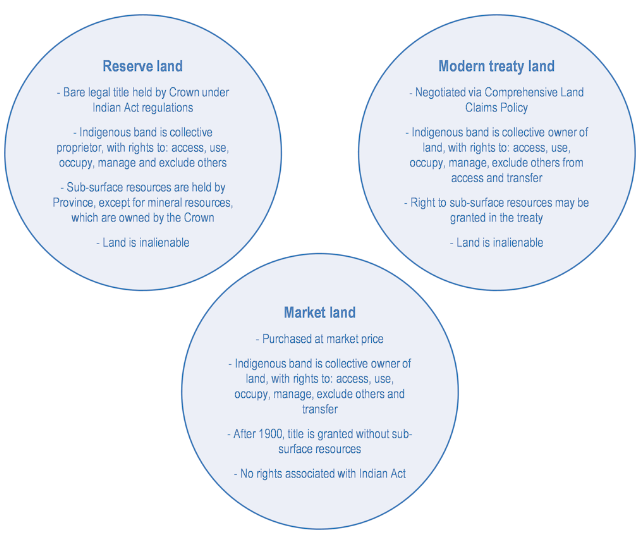 Reserve land
- Bare legal title held by Crown under
Indian Act regulations
- Indigenous band is collective
proprietor, with rights to: access, use,
occupy, manage and exclude others
- Sub-surface resources are held by
Province, except for mineral resources,
which are owned by the Crown
- Land is inalienable
Modern treaty land
- Negotiated via Comprehensive Land
Claims Policy
- Indigenous band is collective owner of
land, with rights to: access, use,
occupy, manage, exclude others from
access and transfer
- Right to sub-surface resources may be
granted in the treaty
- Land is inalienable
Market land
- Purchased at market price
- Indigenous band is collective owner of
land, with rights to: access, use,
occupy, manage, exclude others and
transfer
- After 1900, title is granted without sub-
surface resources
- No rights associated with Indian Act